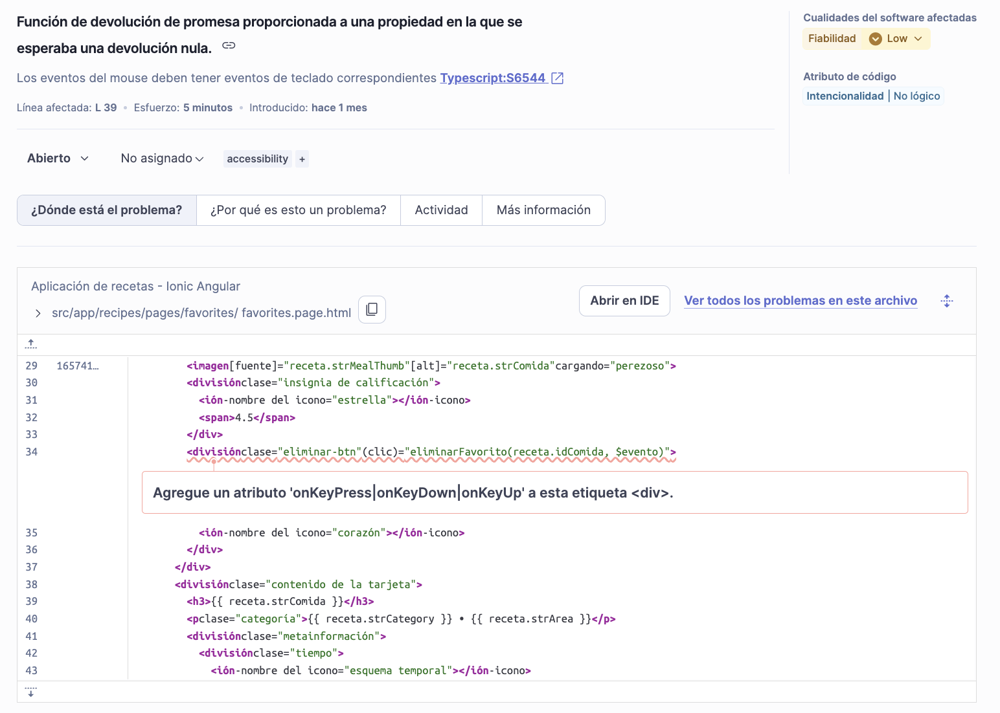 Función de devolución de promesa proporcionada a una propiedad en la que se
esperaba una devolución nula.
Los eventos del mouse deben tener eventos de teclado correspondientes Typescript:S6544
Línea afectada: L 39 • Esfuerzo: 5 minutos • Introducido: hace 1 mes
Cualidades del software afectadas
Fiabilidad Low
Atributo de código
Intencionalidad | No lógico
Abierto No asignado accessibility +
¿Dónde está el problema? ¿Por qué es esto un problema? Actividad Más información
Aplicación de recetas - Ionic Angular
src/app/recipes/pages/favorites/ favorites.page.html
Abrir en IDE Ver todos los problemas en este archivo
29 165741… <imagen[fuente]="receta.strMealThumb"[alt]="receta.strComida"cargando="perezoso">
30 <divisiónclase="insignia de calificación">
31 <ión-nombre del icono="estrella"></ión-icono>
32 <span>4.5</span>
33 </div>
34 <divisiónclase="eliminar-btn"(clic)="eliminarFavorito(receta.idComida, $evento)">
Agregue un atributo 'onKeyPress|onKeyDown|onKeyUp' a esta etiqueta <div>.
35 <ión-nombre del icono="corazón"></ión-icono>
36 </div>
37 </div>
38 <divisiónclase="contenido de la tarjeta">
39 <h3>{{ receta.strComida }}</h3>
40 <pclase="categoría">{{ receta.strCategory }} • {{ receta.strArea }}</p>
41 <divisiónclase="metainformación">
42 <divisiónclase="tiempo">
43 <ión-nombre del icono="esquema temporal"></ión-icono>